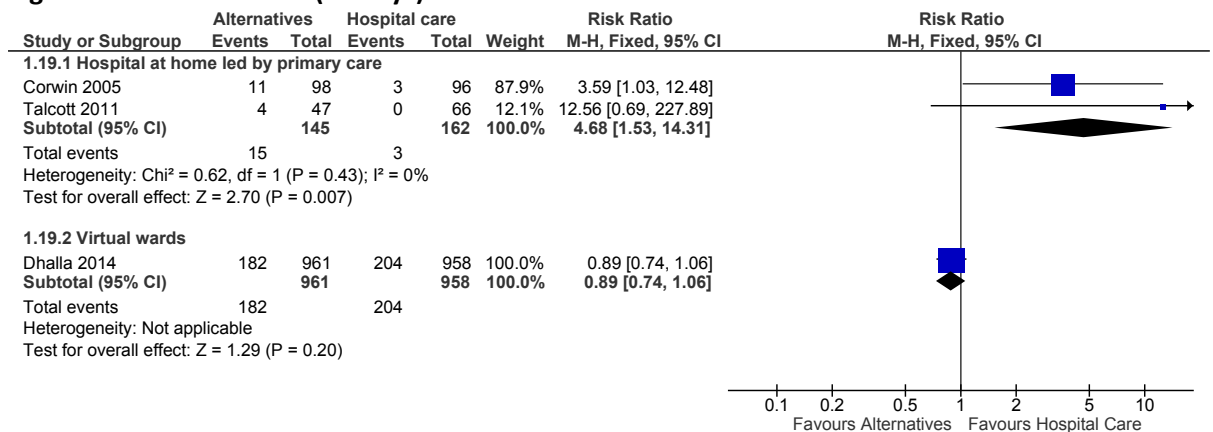 Alternatives Hospital care Risk Ratio Risk Ratio
Study or Subgroup Events Total Events Total Weight M-H, Fixed, 95% CI M-H, Fixed, 95% CI
1.19.1 Hospital at home led by primary care
Corwin 2005 11 98 3 96 87.9% 3.59 [1.03, 12.48]
Talcott 2011 4 47 0 66 12.1% 12.56 [0.69, 227.89]
Subtotal (95% CI) 145 162 100.0% 4.68 [1.53, 14.31]
Total events 15 3
Heterogeneity: Chi² = 0.62, df = 1 (P = 0.43); I² = 0%
Test for overall effect: Z = 2.70 (P = 0.007)
1.19.2 Virtual wards
Dhalla 2014 182 961 204 958 100.0% 0.89 [0.74, 1.06]
Subtotal (95% CI) 961 958 100.0% 0.89 [0.74, 1.06]
Total events 182 204
Heterogeneity: Not applicable
Test for overall effect: Z = 1.29 (P = 0.20)
0.1 0.2 0.5 1 2 5 10
Favours Alternatives Favours Hospital Care